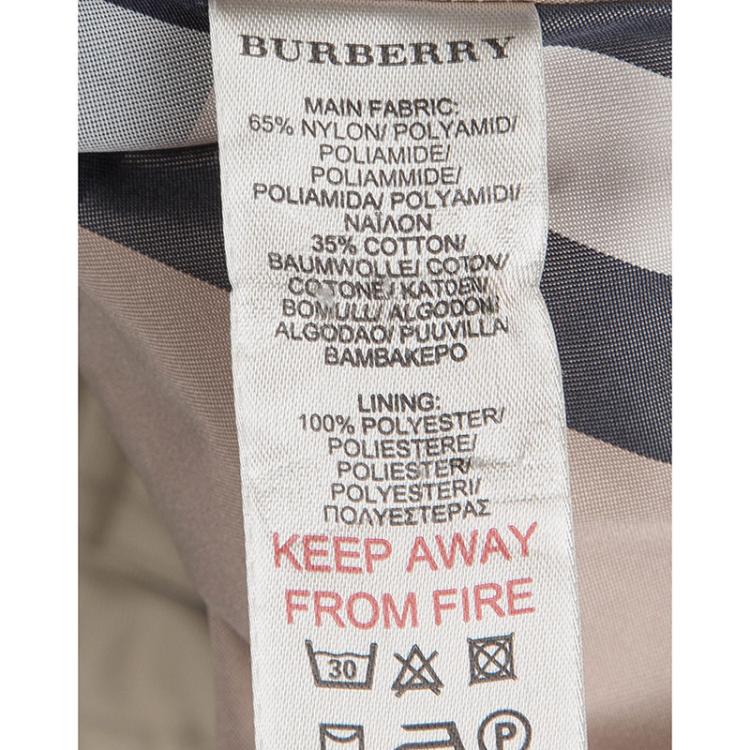 BURBERRY
MAIN FABRIC:
65% NYLON/ POLYAMID/
POLIAMIDE/
POLIAMMIDE/
POLIAMIDA/ POLYAMIDI/
ΝΑΪΛΟΝ
35% COTTON/
BAUMWOLLE/ COTON/
COTONE/ KATOEN/
BOMULL/ ALGODON/
ALGODAO/ PUUVILLA
ΒΑΜΒΑΚΕΡΟ
LINING:
100% POLYESTER/
POLIESTERE/
POLIESTER/
POLYESTERI/
ΠΟΛΥΕΣΤΕΡΑΣ
KEEP AWAY
FROM FIRE
30
P